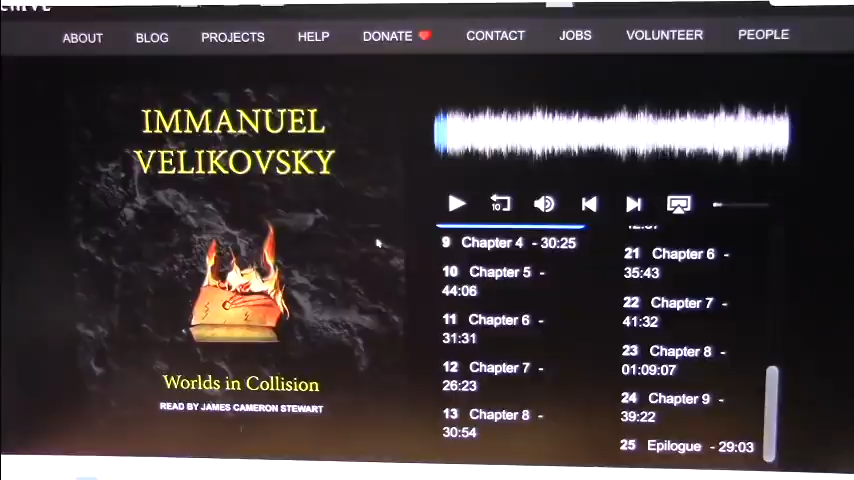 ABOUT BLOG PROJECTS HELP DONATE CONTACT JOBS VOLUNTEER PEOPLE
IMMANUEL
VELIKOVSKY
Worlds in Collision
READ BY JAMES CAMERON STEWART
10
9 Chapter 4 - 30:25
10 Chapter 5 -
44:06
11 Chapter 6 -
31:31
12 Chapter 7 -
26:23
13 Chapter 8 -
30:54
21 Chapter 6 -
35:43
22 Chapter 7 -
41:32
23 Chapter 8 -
01:09:07
24 Chapter 9 -
39:22
25 Epilogue - 29:03